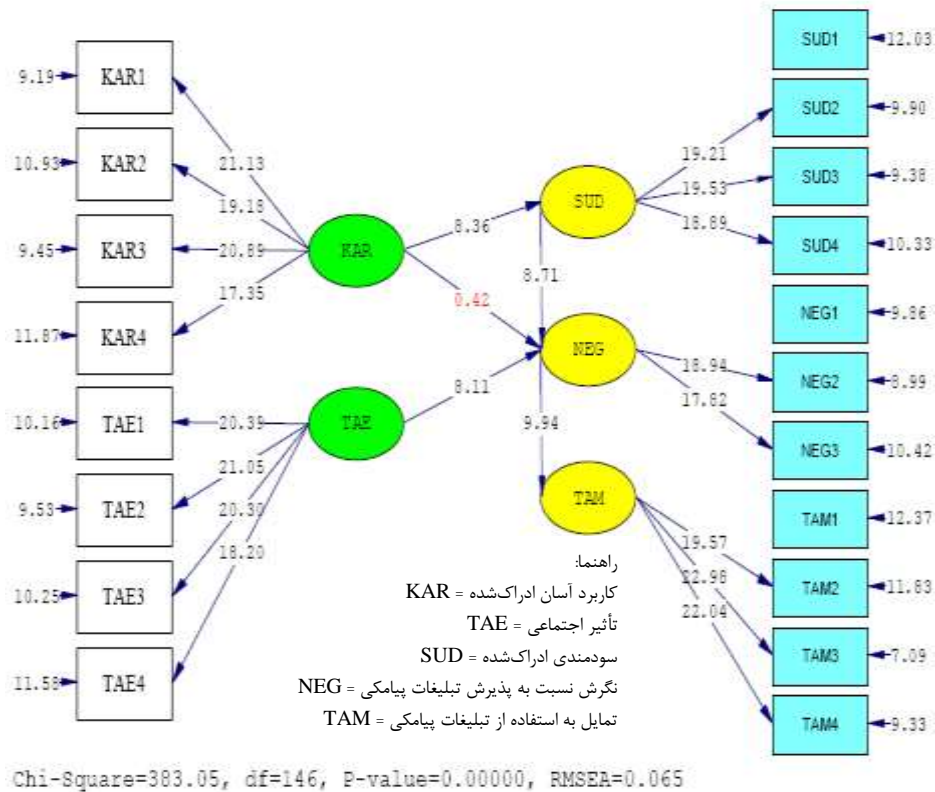 KAR1
KAR2
KAR3
KAR4
TAE1
TAE2
TAE3
TAE4
9.19
10.93
9.45
11.87
10.16
9.53
10.25
11.58
21.13
19.18
20.89
17.35
20.39
21.05
20.30
18.20
KAR
TAE
8.36
0.42
8.11
SUD
8.71
NEG
9.94
TAM
19.21
19.53
18.89
18.94
17.82
19.57
22.98
22.04
SUD1
SUD2
SUD3
SUD4
NEG1
NEG2
NEG3
TAM1
TAM2
TAM3
TAM4
12.03
9.90
9.38
10.33
9.86
8.99
10.42
12.37
11.83
7.09
9.33
راهنما:
کاربرد آسان ادراک‌شده = KAR
تأثیر اجتماعی = TAE
سودمندی ادراک‌شده = SUD
نگرش نسبت به پذیرش تبلیغات پیامکی = NEG
تمایل به استفاده از تبلیغات پیامکی = TAM
Chi-Square=383.05, df=146, P-value=0.00000, RMSEA=0.065